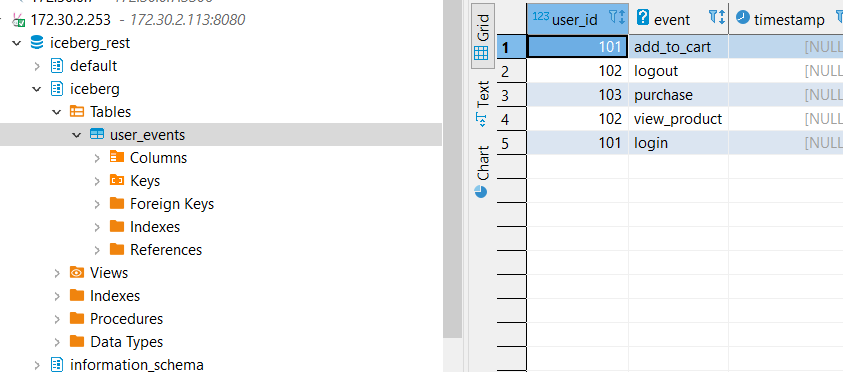 172.30.2.253 - 172.30.2.113:8080
iceberg_rest
default
iceberg
Tables
user_events
Columns
Keys
Foreign Keys
Indexes
References
Views
Indexes
Procedures
Data Types
information_schema
Grid
Text
Chart
123 user_id event timestamp
1 101 add_to_cart [NULL
2 102 logout [NULL
3 103 purchase [NULL
4 102 view_product [NULL
5 101 login [NULL